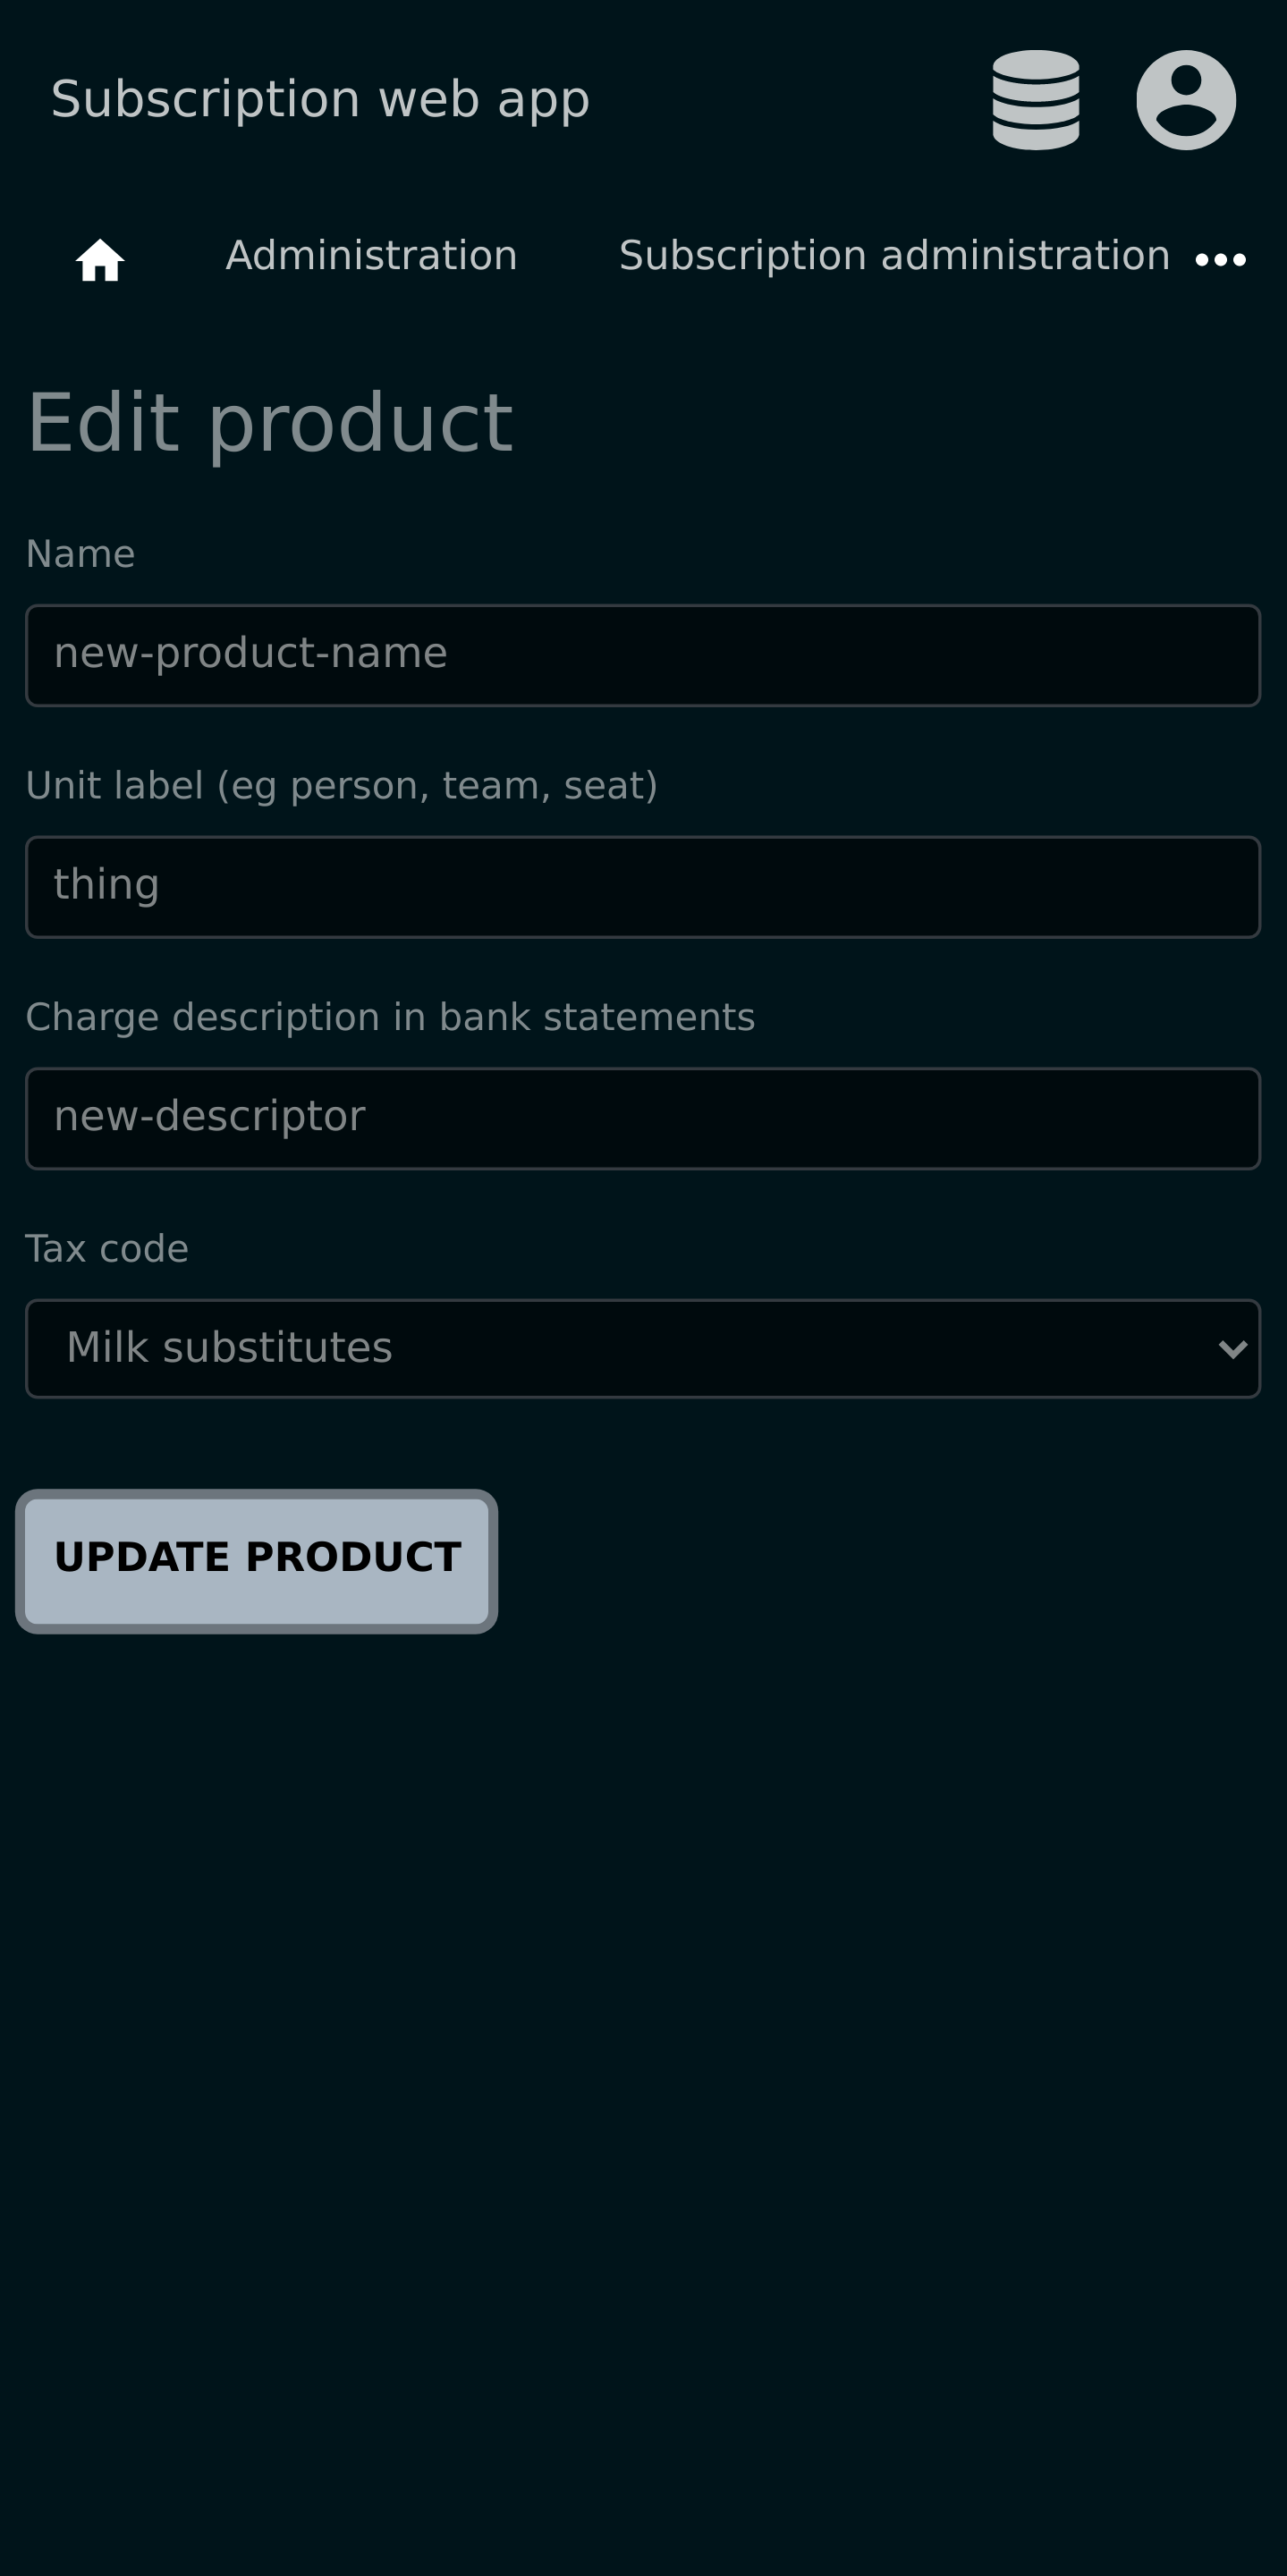 Subscription web app
Administration Subscription administration
Edit product
Name
new-product-name
Unit label (eg person, team, seat)
thing
Charge description in bank statements
new-descriptor
Tax code
Milk substitutes
UPDATE PRODUCT